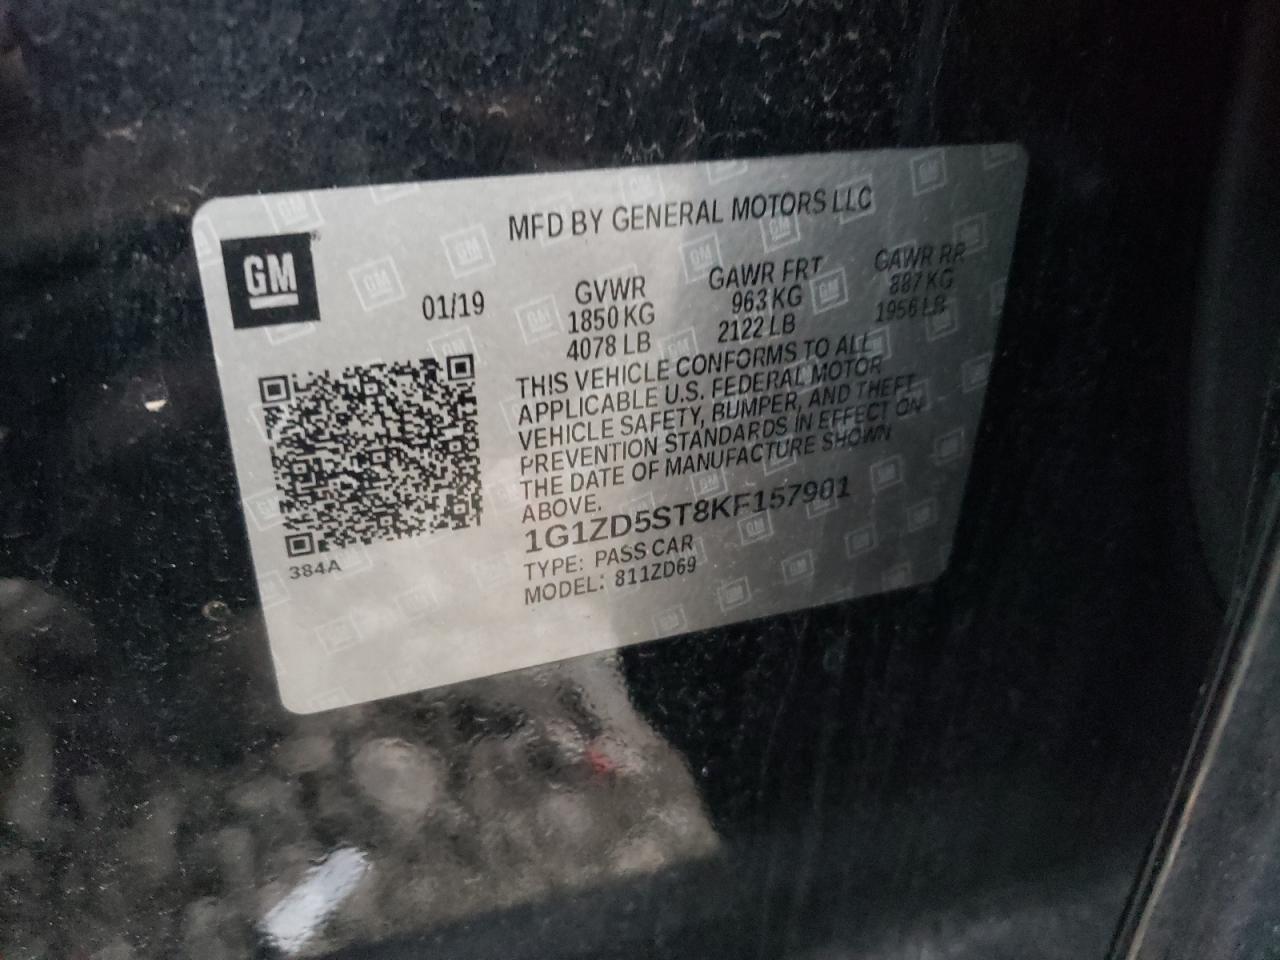 MFD BY GENERAL MOTORS LLC
GM
01/19
GVWR
1850 KG
4078 LB
GAWR FRT
963 KG
2122 LB
GAWR RR
887 KG
1956 LB
THIS VEHICLE CONFORMS TO ALL
APPLICABLE U.S. FEDERAL MOTOR
VEHICLE SAFETY, BUMPER, AND THEFT
PREVENTION STANDARDS IN EFFECT ON
THE DATE OF MANUFACTURE SHOWN
ABOVE.
1G1ZD5ST8KF157901
TYPE: PASS CAR
MODEL: 811ZD69
384A